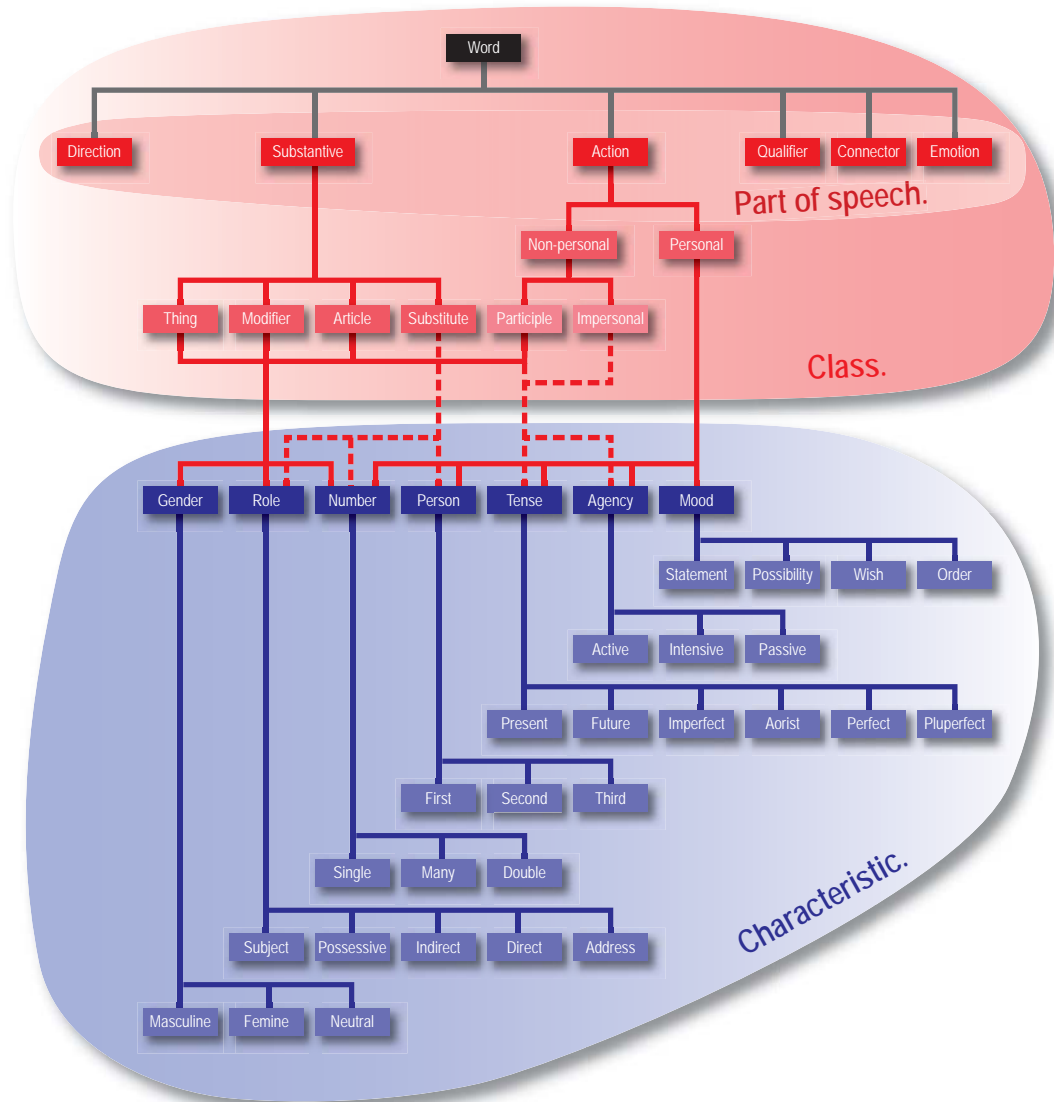 Word
Direction Substantive Action Qualifier Connector Emotion
Part of speech.
Non-personal Personal
Thing Modifier Article Substitute Participle Impersonal
Class.
Gender Role Number Person Tense Agency Mood
Statement Possibility Wish Order
Active Intensive Passive
Present Future Imperfect Aorist Perfect Pluperfect
First Second Third
Single Many Double
Characteristic.
Subject Possessive Indirect Direct Address
Masculine Femine Neutral